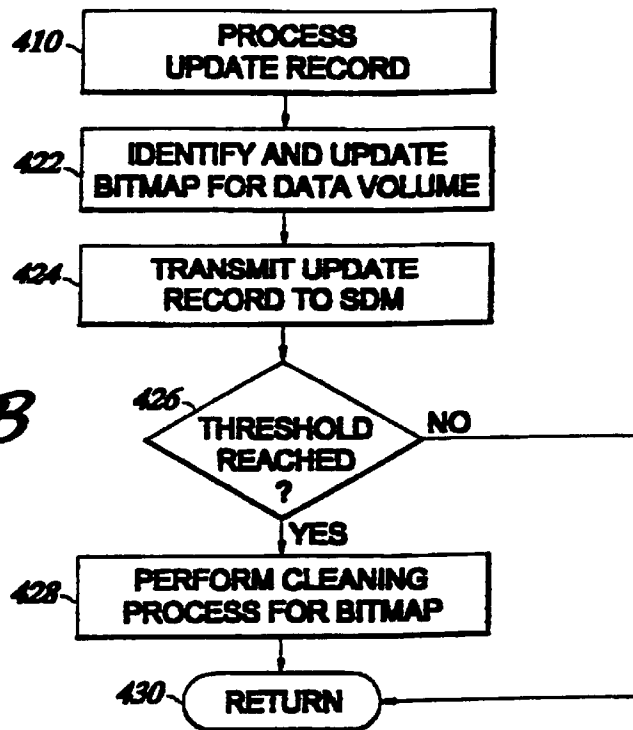 410
PROCESS
UPDATE RECORD
422
IDENTIFY AND UPDATE
BITMAP FOR DATA VOLUME
424
TRANSMIT UPDATE
RECORD TO SDM
B
426
THRESHOLD
REACHED
?
NO
YES
428
PERFORM CLEANING
PROCESS FOR BITMAP
430
RETURN